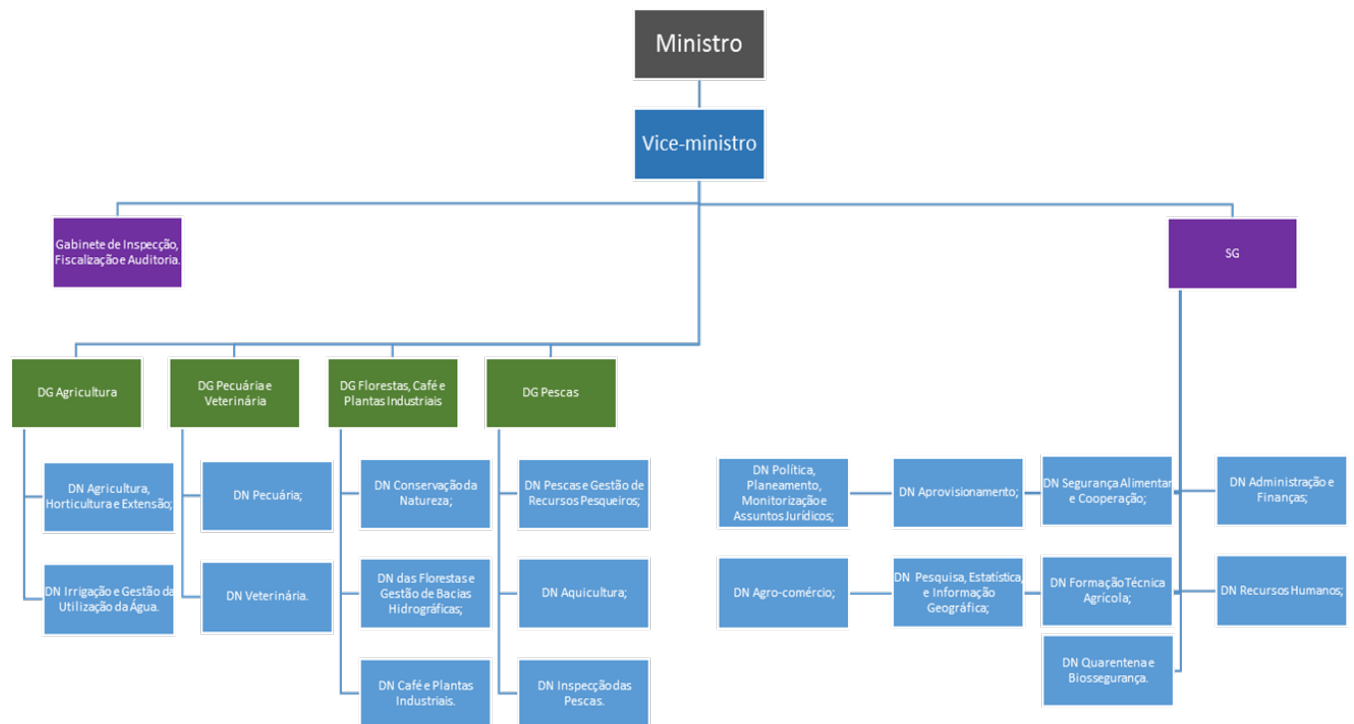 Ministro
Vice-ministro
Gabinete de Inspecção,
Fiscalização e Auditoria.
SG
DG Agricultura
DG Pecuária e
Veterinária
DG Florestas, Café e
Plantas Industriais
DG Pescas
DN Agricultura,
Horticultura e Extensão;
DN Pecuária;
DN Conservação da
Natureza;
DN Pescas e Gestão de
Recursos Pesqueiros;
DN Política,
Planeamento,
Monitorização e
Assuntos Jurídicos;
DN Aprovisionamento;
DN Segurança Alimentar
e Cooperação;
DN Administração e
Finanças;
DN Irrigação e Gestão da
Utilização da Água.
DN Veterinária.
DN das Florestas e
Gestão de Bacias
Hidrográficas;
DN Aquicultura;
DN Agro-comércio;
DN Pesquisa, Estatística,
e Informação
Geográfica;
DN Formação Técnica
Agrícola;
DN Recursos Humanos;
DN Café e Plantas
Industriais.
DN Inspecção das
Pescas.
DN Quarentena e
Biossegurança.